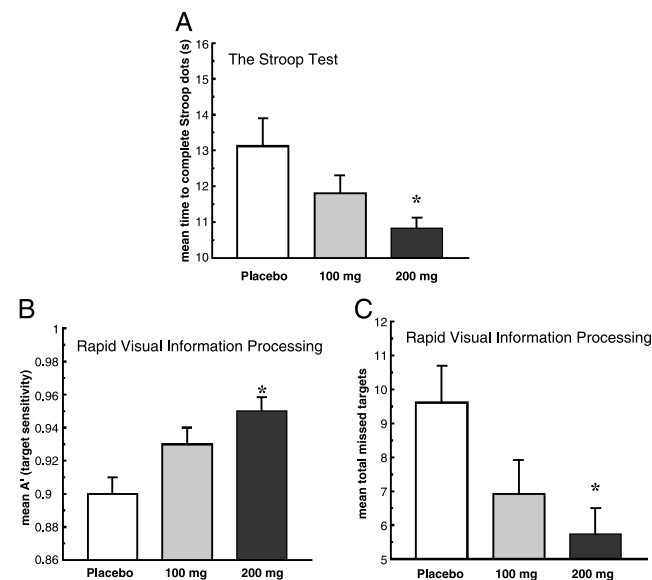 A
The Stroop Test
mean time to complete Stroop dots (s)
16
15
14
13
12
11
10
Placebo 100 mg 200 mg
*
B
Rapid Visual Information Processing
mean A' (target sensitivity)
1
0.98
0.96
0.94
0.92
0.9
0.88
0.86
Placebo 100 mg 200 mg
*
C
Rapid Visual Information Processing
mean total missed targets
12
11
10
9
8
7
6
5
Placebo 100 mg 200 mg
*